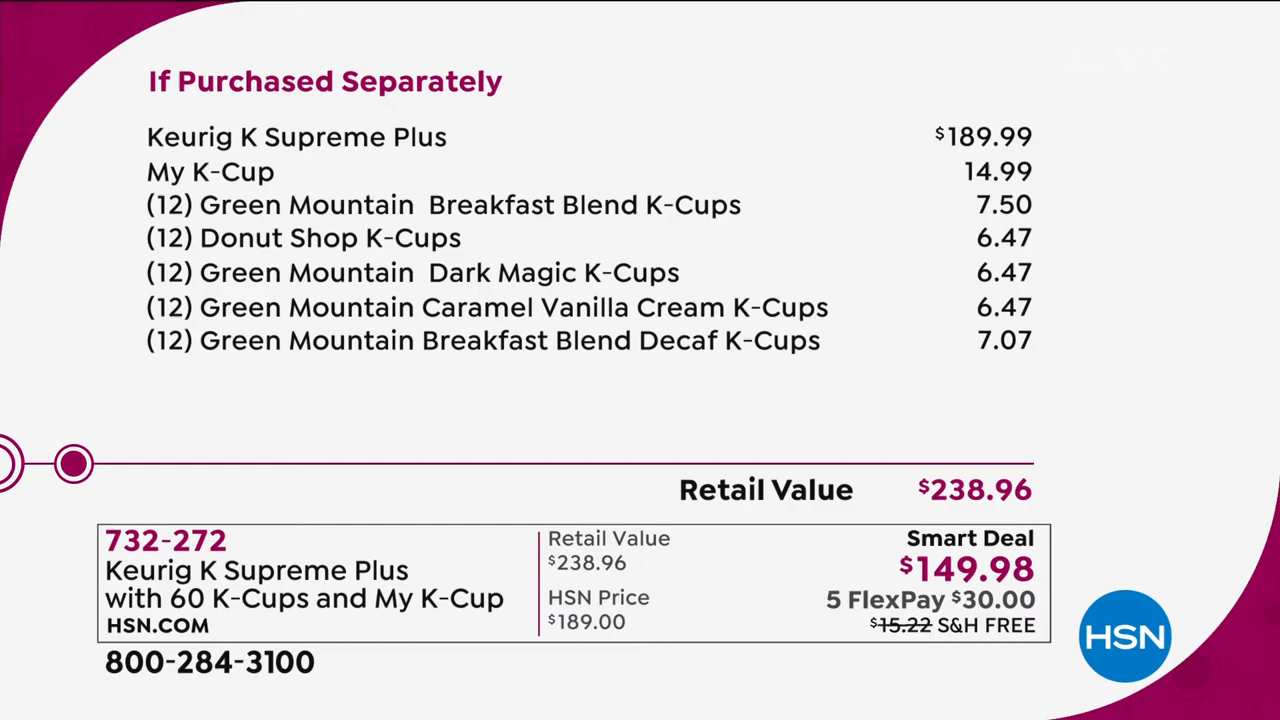 LIVE
If Purchased Separately
Keurig K Supreme Plus $189.99
My K-Cup 14.99
(12) Green Mountain Breakfast Blend K-Cups 7.50
(12) Donut Shop K-Cups 6.47
(12) Green Mountain Dark Magic K-Cups 6.47
(12) Green Mountain Caramel Vanilla Cream K-Cups 6.47
(12) Green Mountain Breakfast Blend Decaf K-Cups 7.07
Retail Value $238.96
732-272
Keurig K Supreme Plus
with 60 K-Cups and My K-Cup
HSN.COM
Retail Value
$238.96
HSN Price
$189.00
Smart Deal
$149.98
5 FlexPay $30.00
$15.22 S&H FREE
HSN
800-284-3100